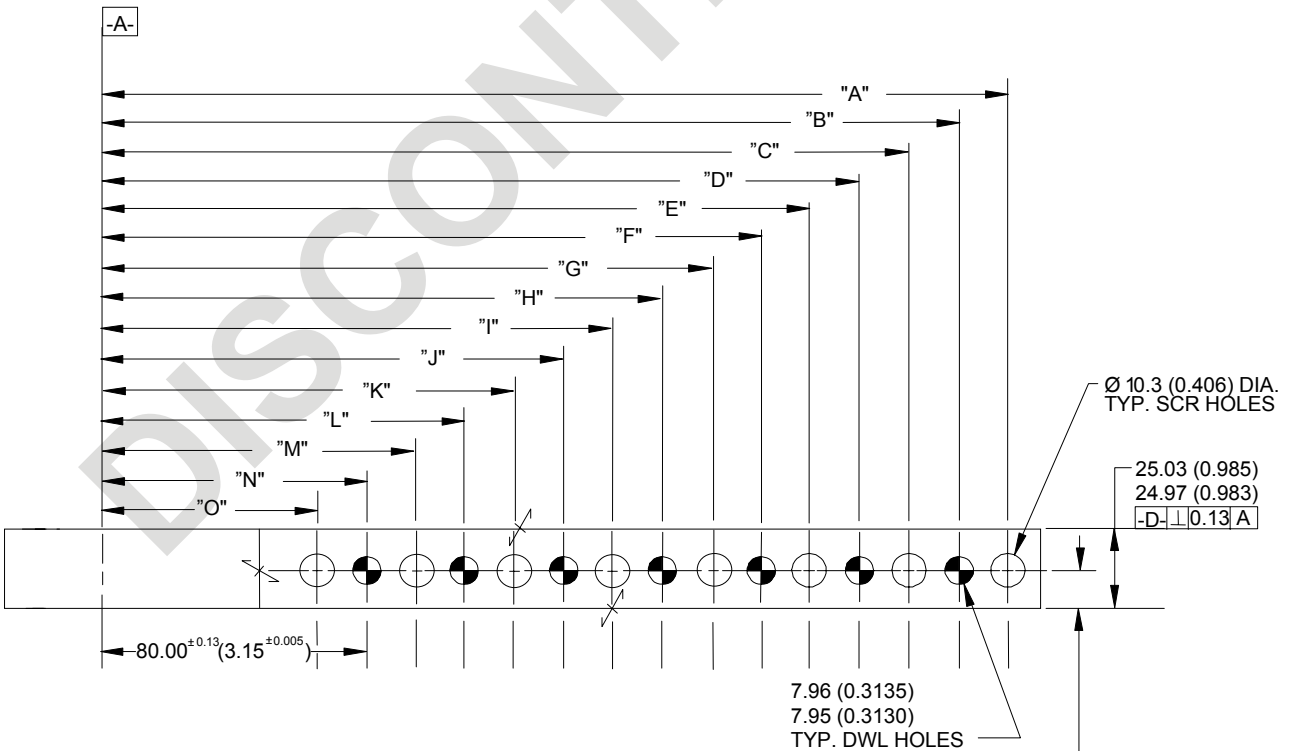 DISCONT
-A-
"A"
"B"
"C"
"D"
"E"
"F"
"G"
"H"
"I"
"J"
"K"
"L"
"M"
"N"
"O"
Ø 10.3 (0.406) DIA.
TYP. SCR HOLES
25.03 (0.985)
24.97 (0.983)
-D- ⊥ 0.13 A
80.00 ±0.13 (3.15 ±0.005)
7.96 (0.3135)
7.95 (0.3130)
TYP. DWL HOLES